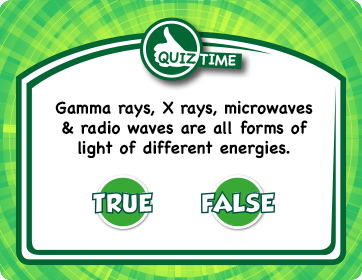 QUIZ TIME
Gamma rays, X rays, microwaves
& radio waves are all forms of
light of different energies.
TRUE FALSE